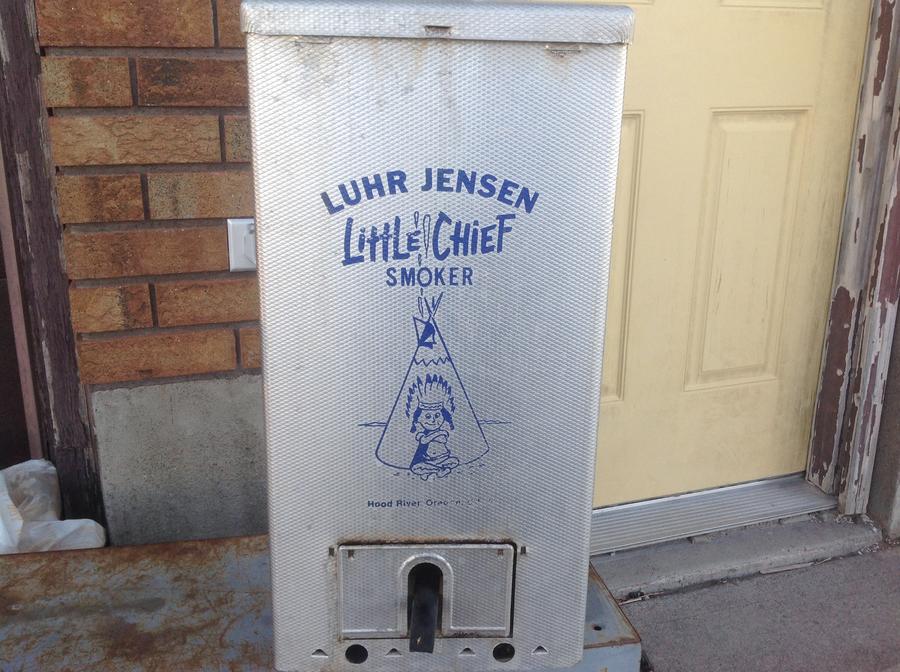 LUHR JENSEN
LittLE CHiEF
SMOKER
Hood River, Oregon